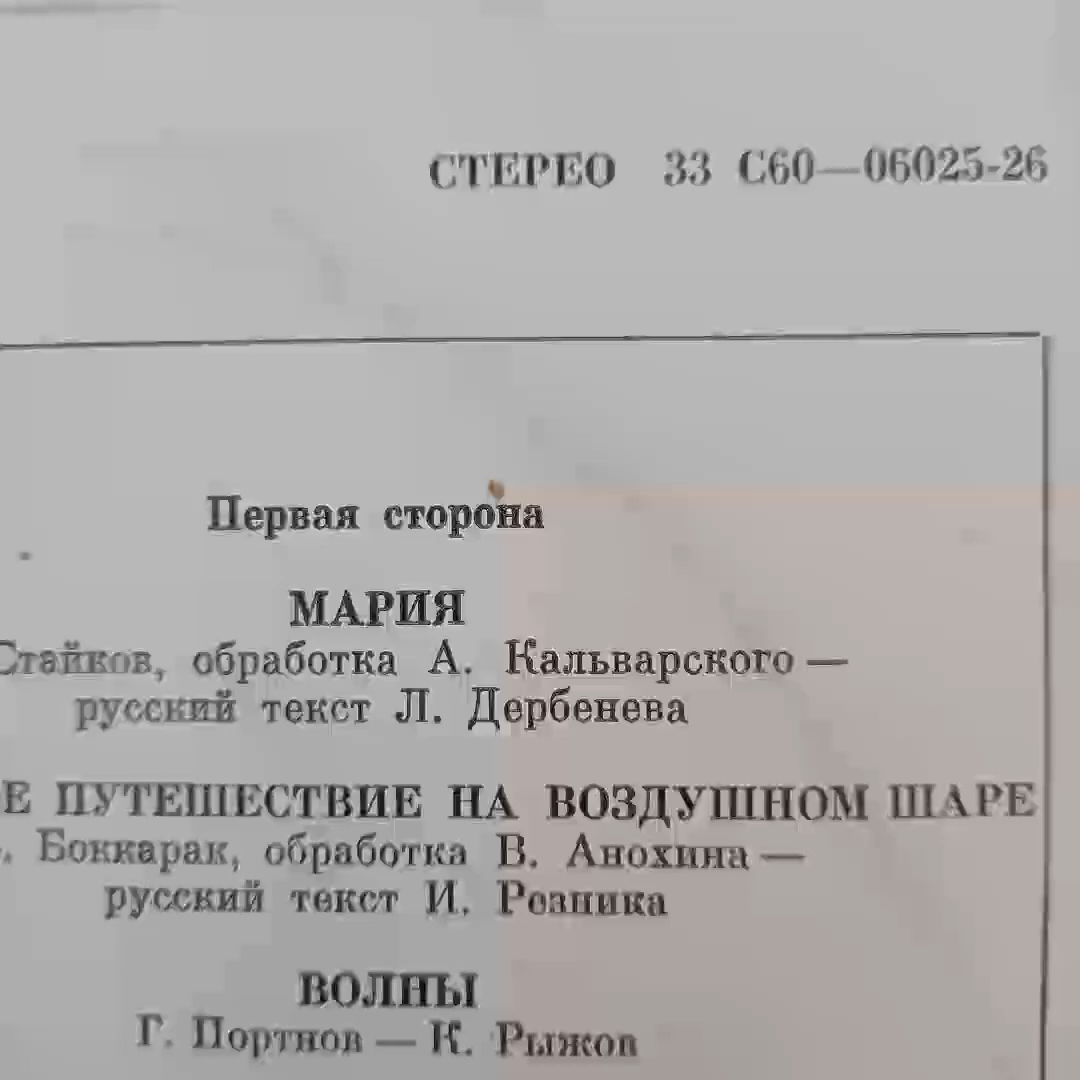 СТЕРЕО 33 С60—06025-26
Первая сторона
МАРИЯ
Стайков, обработка А. Кальварского —
русский текст Л. Дербенева
Е ПУТЕШЕСТВИЕ НА ВОЗДУШНОМ ШАРЕ
Боккарак, обработка В. Анохина —
русский текст И. Резника
ВОЛНЫ
Г. Портнов — К. Рыжов